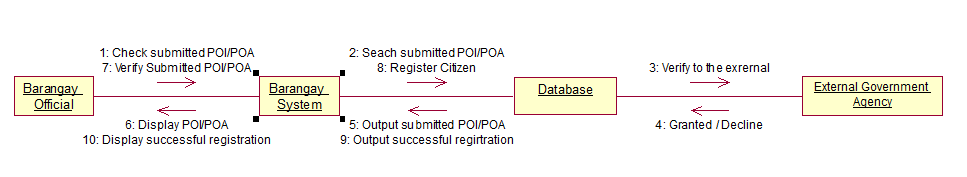 1: Check submitted POI/POA
7: Verify Submitted POI/POA
2: Seach submitted POI/POA
8: Register Citizen
3: Verify to the exrernal
Barangay
Official
Barangay
System
Database
External Government
Agency
6: Display POI/POA
10: Display successful registration
5: Output submitted POI/POA
9: Output successful regirtration
4: Granted / Decline